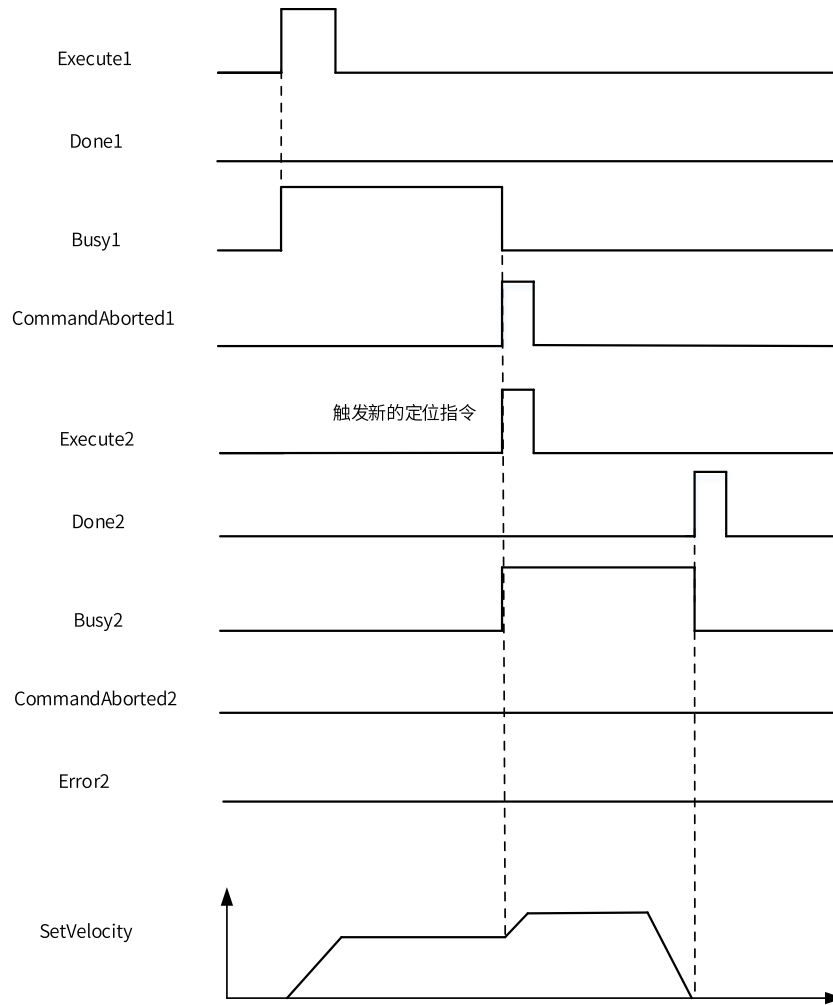 Execute1
Done1
Busy1
CommandAborted1
触发新的定位指令
Execute2
Done2
Busy2
CommandAborted2
Error2
SetVelocity